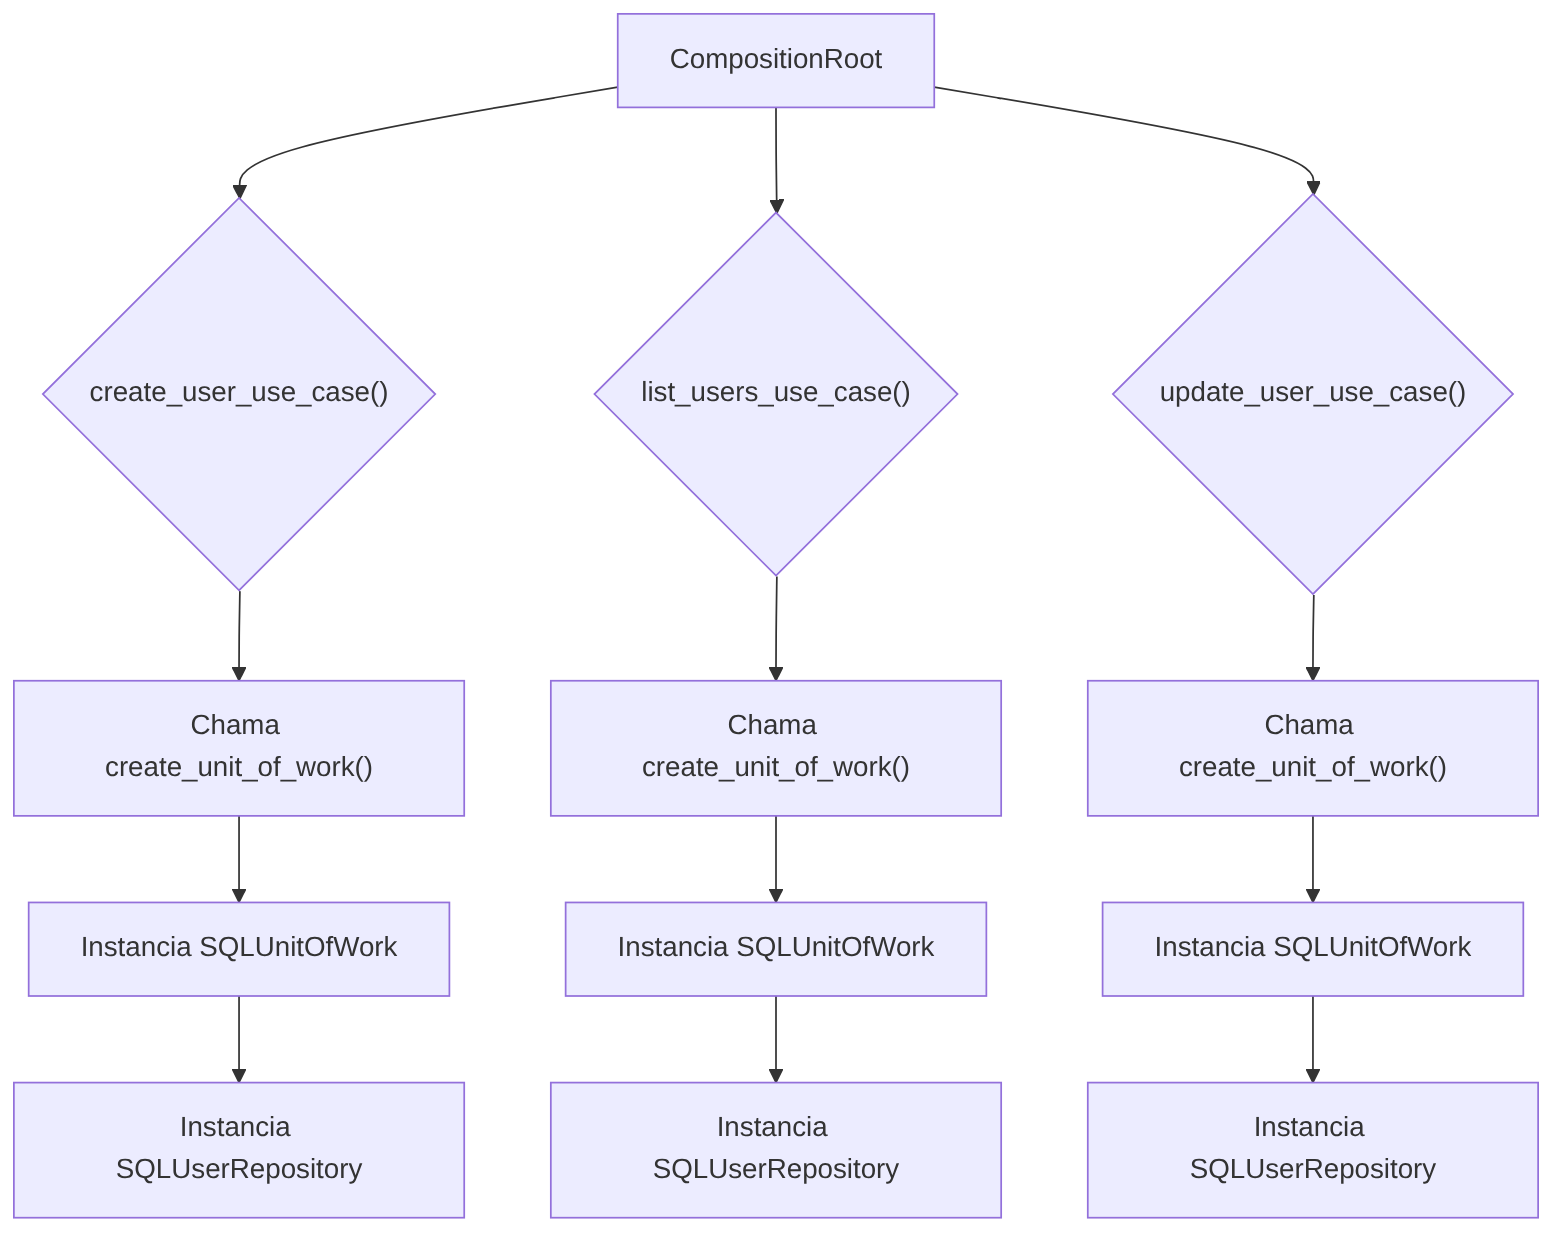 CompositionRoot
create_user_use_case()
list_users_use_case()
update_user_use_case()
Chama
create_unit_of_work()
Chama
create_unit_of_work()
Chama
create_unit_of_work()
Instancia SQLUnitOfWork
Instancia SQLUnitOfWork
Instancia SQLUnitOfWork
Instancia
SQLUserRepository
Instancia
SQLUserRepository
Instancia
SQLUserRepository